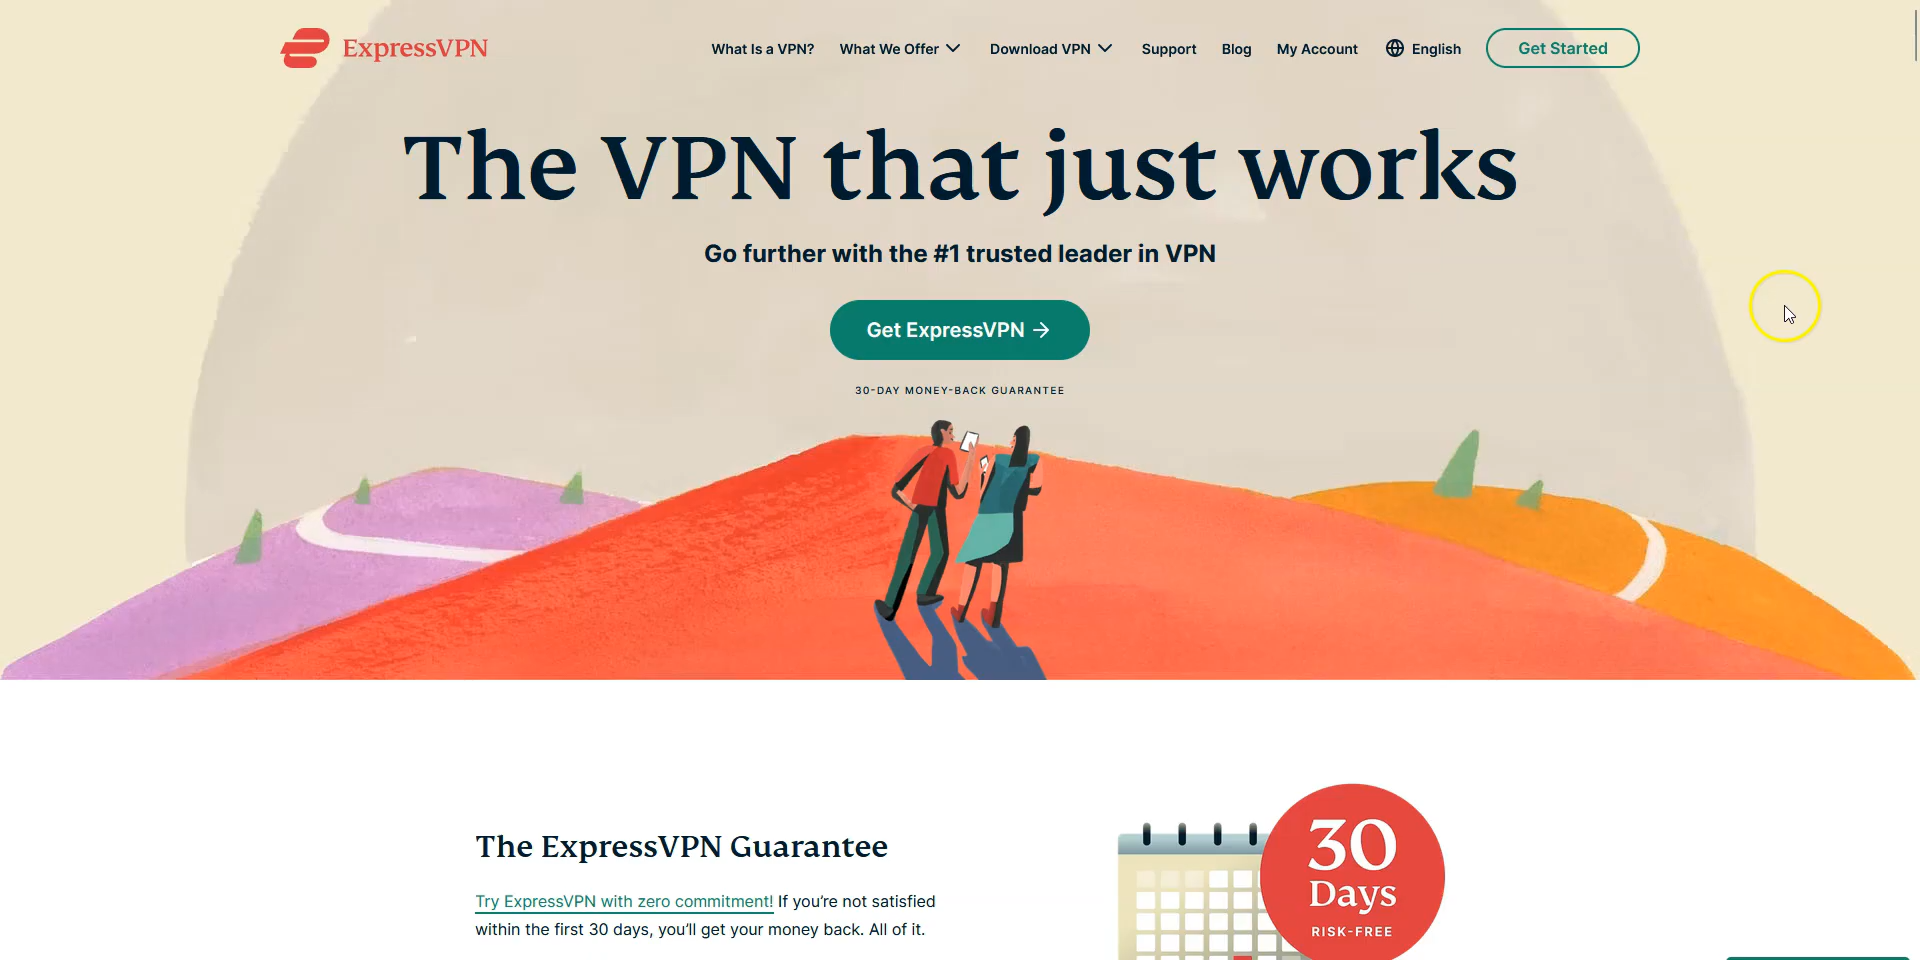 ExpressVPN
What Is a VPN? What We Offer Download VPN Support Blog My Account English Get Started
The VPN that just works
Go further with the #1 trusted leader in VPN
Get ExpressVPN →
30-DAY MONEY-BACK GUARANTEE
The ExpressVPN Guarantee
Try ExpressVPN with zero commitment! If you’re not satisfied
within the first 30 days, you’ll get your money back. All of it.
30
Days
RISK-FREE